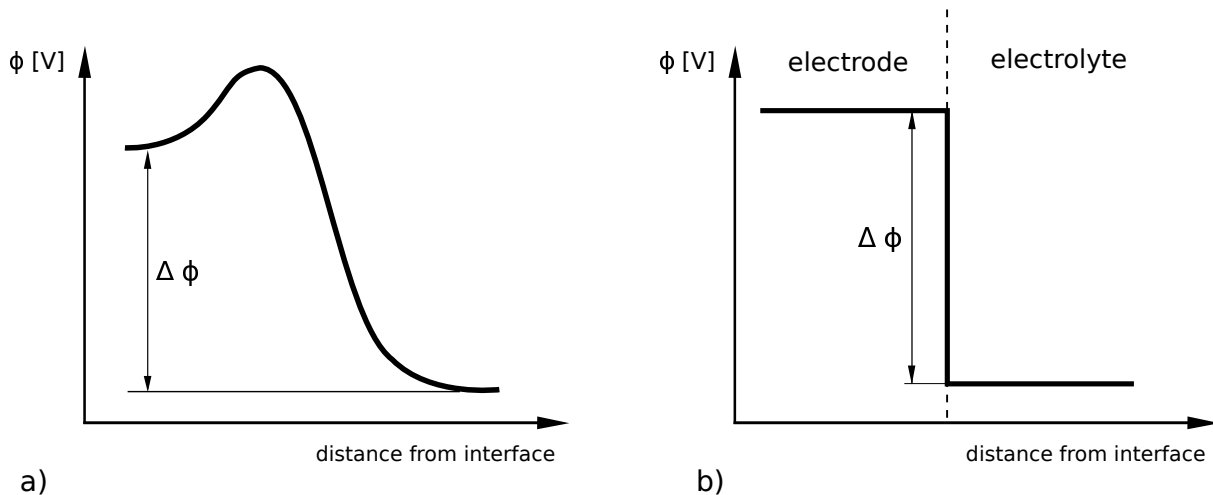 ϕ [V]
Δ ϕ
distance from interface
a)
ϕ [V]
electrode
electrolyte
Δ ϕ
distance from interface
b)